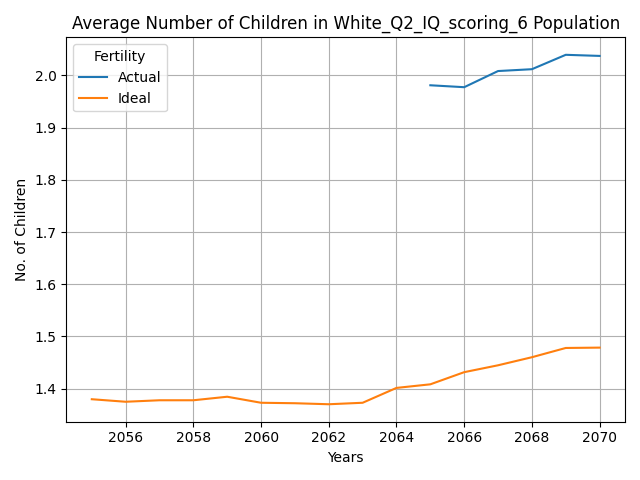 Average Number of Children in White_Q2_IQ_scoring_6 Population
Fertility
Actual
Ideal
No. of Children
2.0
1.9
1.8
1.7
1.6
1.5
1.4
2056 2058 2060 2062 2064 2066 2068 2070
Years